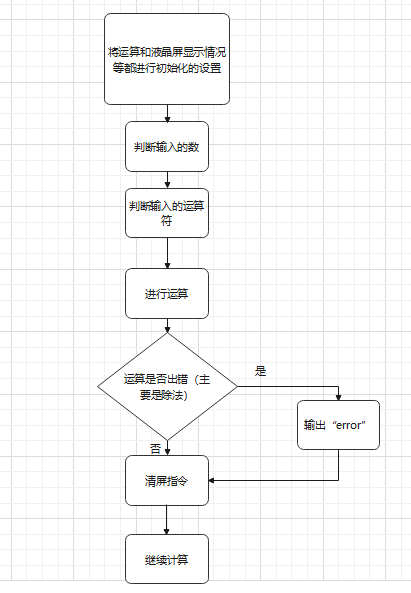 将运算和液晶屏显示情况
等都进行初始化的设置
判断输入的数
判断输入的运算
符
进行运算
运算是否出错（主
要是除法）
是
输出“error”
否
清屏指令
继续计算